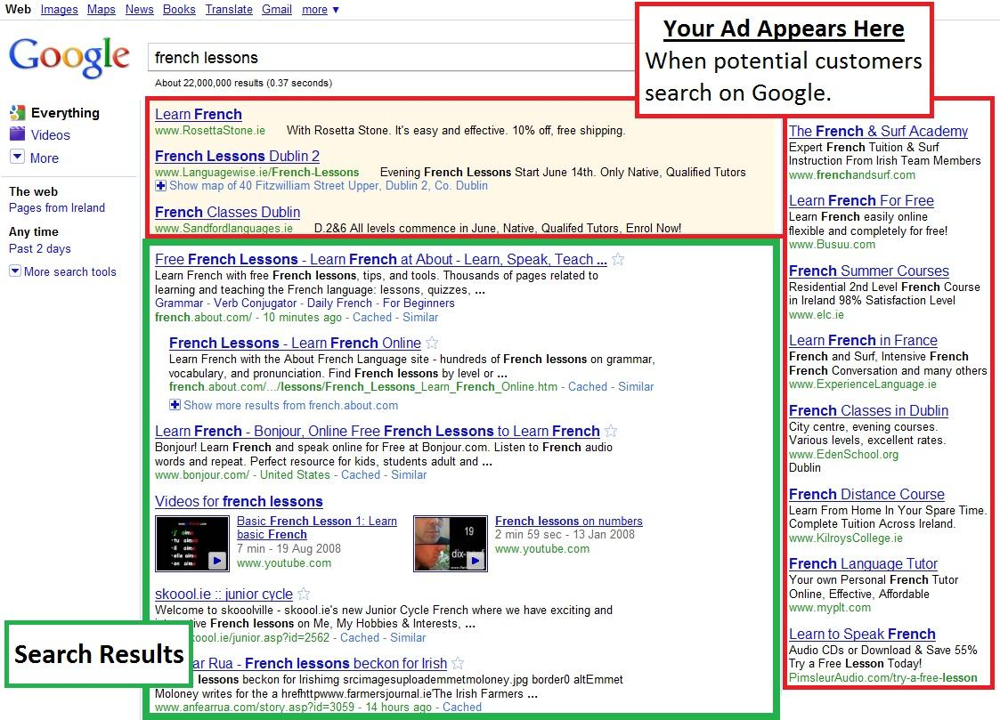 Web Images Maps News Books Translate Gmail more ▼
Your Ad Appears Here
When potential customers
search on Google.
Google
french lessons
About 22,000,000 results (0.37 seconds)
Everything
Videos
More
The web
Pages from Ireland
Any time
Past 2 days
More search tools
Learn French
www.RosettaStone.ie With Rosetta Stone. It's easy and effective. 10% off, free shipping.
French Lessons Dublin 2
www.Languagewise.ie/French-Lessons Evening French Lessons Start June 14th. Only Native, Qualified Tutors
Show map of 40 Fitzwilliam Street Upper, Dublin 2, Co. Dublin
French Classes Dublin
www.Sandfordlanguages.ie D.2&6 All levels commence in June, Native, Qualifed Tutors, Enrol Now!
Free French Lessons - Learn French at About - Learn, Speak, Teach ...
Learn French with free French lessons, tips, and tools. Thousands of pages related to
learning and teaching the French language: lessons, quizzes, ...
Grammar - Verb Conjugator - Daily French - For Beginners
french.about.com/ - 10 minutes ago - Cached - Similar
French Lessons - Learn French Online
Learn French with the About French Language site - hundreds of French lessons on grammar,
vocabulary, and pronunciation. Find French lessons by level or ...
french.about.com/.../lessons/French_Lessons_Learn_French_Online.htm - Cached - Similar
Show more results from french.about.com
Learn French - Bonjour, Online Free French Lessons to Learn French
Bonjour! Learn French and speak online for Free at Bonjour.com. Listen to French audio
words and repeat. Perfect resource for kids, students adult and ...
www.bonjour.com/ - United States - Cached - Similar
Videos for french lessons
Basic French Lesson 1: Learn
basic French
7 min - 19 Aug 2008
www.youtube.com
19
French lessons on numbers
2 min 59 sec - 13 Jan 2008
www.youtube.com
skoool.ie :: junior cycle
Welcome to skooolville - skoool.ie's new Junior Cycle French where we have exciting and
French lessons on Me, My Hobbies & Interests, ...
koool.ie/junior.asp?id=2562 - Cached - Similar
Search Results
ar Rua - French lessons beckon for Irish
lessons beckon for Irishimg srcimagesuploademmetmoloney.jpg border0 altEmmet
Moloney writes for the a hrefhttpwww.farmersjournal.ie'The Irish Farmers ...
www.anfearrua.com/story.asp?id=3059 - 14 hours ago - Cached
The French & Surf Academy
Expert French Tuition & Surf
Instruction From Irish Team Members
www.frenchandsurf.com
Learn French For Free
Learn French easily online
flexible and completely for free!
www.Busuu.com
French Summer Courses
Residential 2nd Level French Course
in Ireland 98% Satisfaction Level
www.elc.ie
Learn French in France
French and Surf, Intensive French
French Conversation and many others
www.ExperienceLanguage.ie
French Classes in Dublin
City centre, evening courses.
Various levels, excellent rates.
www.EdenSchool.org
Dublin
French Distance Course
Learn From Home In Your Spare Time.
Complete Tuition Across Ireland.
www.KilroysCollege.ie
French Language Tutor
Your own Personal French Tutor
Online, Effective, Affordable
www.myplt.com
Learn to Speak French
Audio CDs or Download & Save 55%
Try a Free Lesson Today!
PimsleurAudio.com/try-a-free-lesson